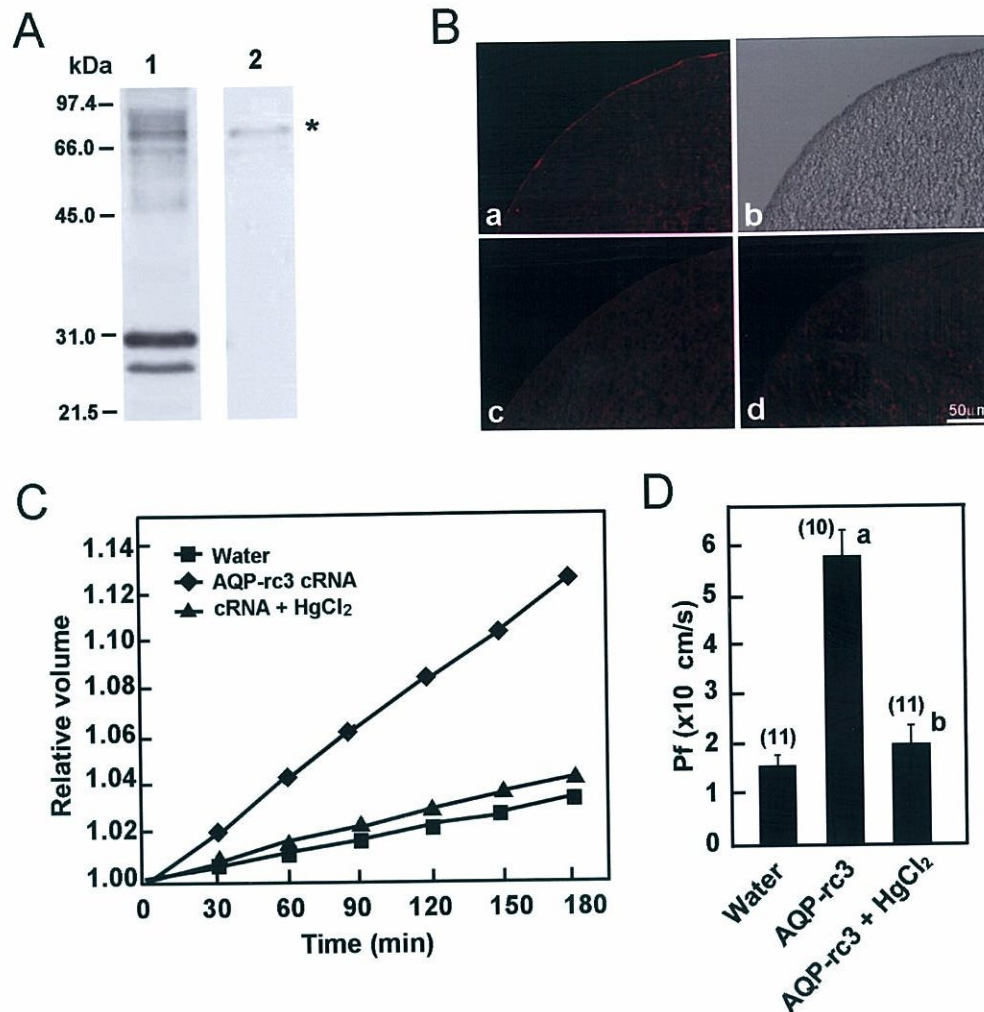 A
kDa 1 2
97.4
66.0
45.0
31.0
21.5
*
B
a
b
c
d
50μm
C
Relative volume
1.14
1.12
1.10
1.08
1.06
1.04
1.02
1.00
Water
AQP-rc3 cRNA
cRNA + HgCl2
0 30 60 90 120 150 180
Time (min)
D
Pf (x10 cm/s)
6
5
4
3
2
1
0
(11)
(10) a
(11) b
Water
AQP-rc3
AQP-rc3 + HgCl2